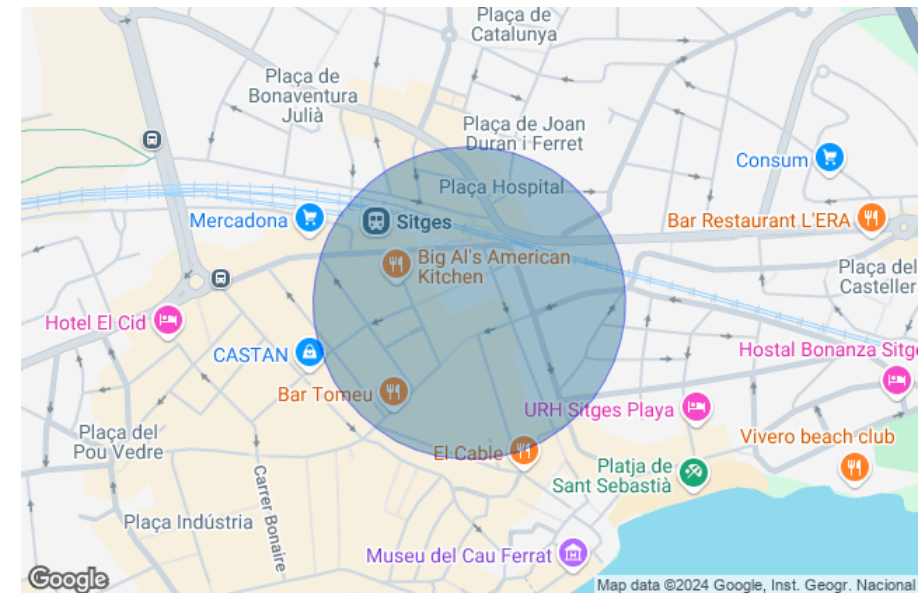 Plaça de
Catalunya
Plaça de
Bonaventura
Julià
Plaça de Joan
Duran i Ferret
Consum
Plaça Hospital
Mercadona
Sitges
Bar Restaurant L'ERA
Big Al's American
Kitchen
Plaça del
Casteller
Hotel El Cid
CASTAN
Hostal Bonanza Sitge
Bar Tomeu
URH Sitges Playa
Plaça del
Pou Vedre
Vivero beach club
El Cable
Platja de
Sant Sebastià
Carrer Bonaire
Plaça Indústria
Museu del Cau Ferrat
Google
Map data ©2024 Google, Inst. Geogr. Nacional